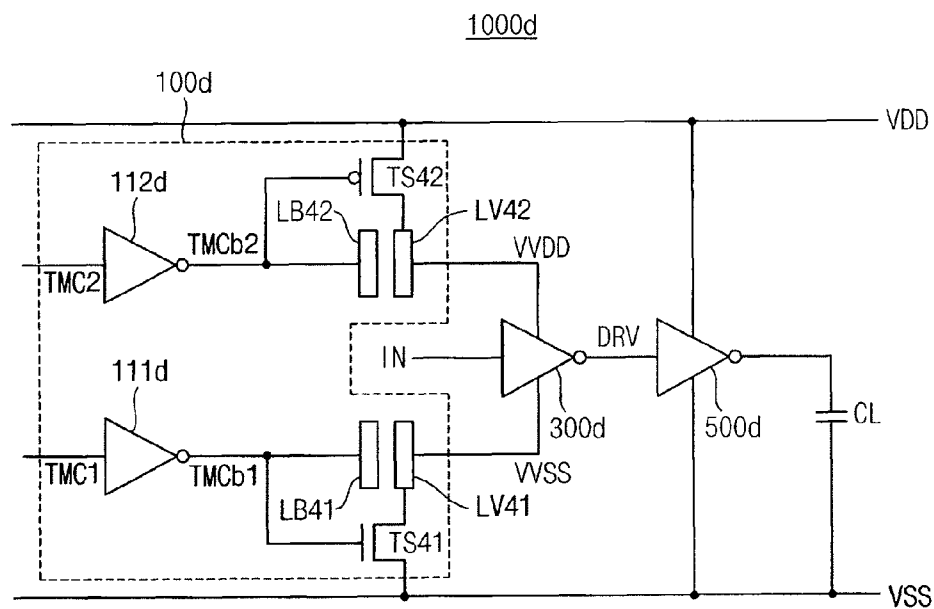 1000d
100d
VDD
TS42
112d
LB42
LV42
TMCb2
VVDD
TMC2
DRV
IN
111d
300d
500d
CL
TMC1
TMCb1
VVSS
LB41
LV41
TS41
VSS